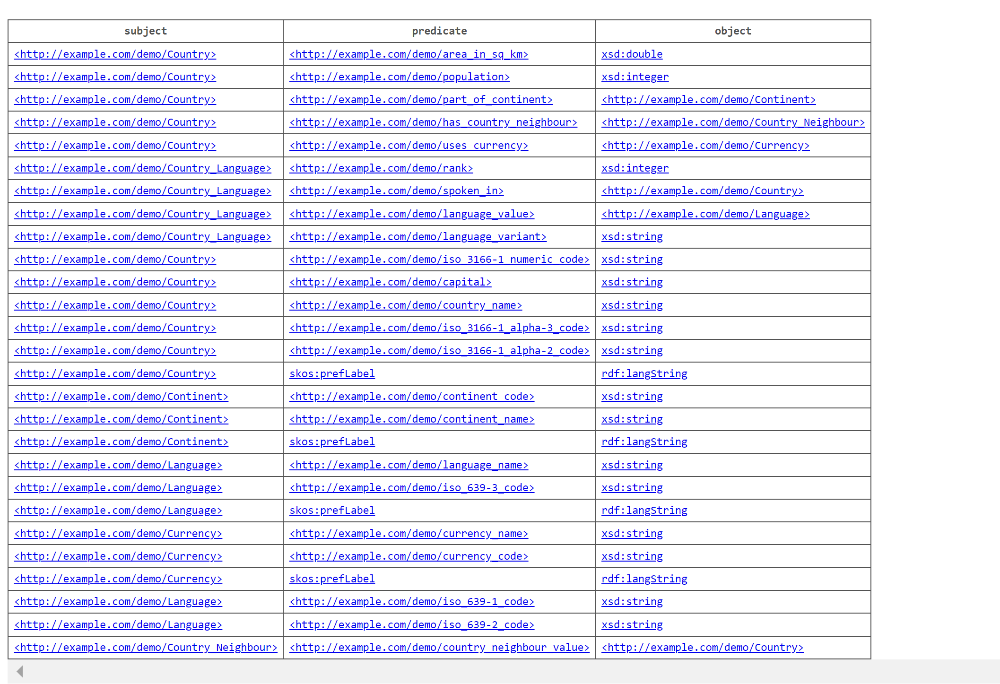 subject predicate object
<http://example.com/demo/Country> <http://example.com/demo/area_in_sq_km> xsd:double
<http://example.com/demo/Country> <http://example.com/demo/population> xsd:integer
<http://example.com/demo/Country> <http://example.com/demo/part_of_continent> <http://example.com/demo/Continent>
<http://example.com/demo/Country> <http://example.com/demo/has_country_neighbour> <http://example.com/demo/Country_Neighbour>
<http://example.com/demo/Country> <http://example.com/demo/uses_currency> <http://example.com/demo/Currency>
<http://example.com/demo/Country_Language> <http://example.com/demo/rank> xsd:integer
<http://example.com/demo/Country_Language> <http://example.com/demo/spoken_in> <http://example.com/demo/Country>
<http://example.com/demo/Country_Language> <http://example.com/demo/language_value> <http://example.com/demo/Language>
<http://example.com/demo/Country_Language> <http://example.com/demo/language_variant> xsd:string
<http://example.com/demo/Country> <http://example.com/demo/iso_3166-1_numeric_code> xsd:string
<http://example.com/demo/Country> <http://example.com/demo/capital> xsd:string
<http://example.com/demo/Country> <http://example.com/demo/country_name> xsd:string
<http://example.com/demo/Country> <http://example.com/demo/iso_3166-1_alpha-3_code> xsd:string
<http://example.com/demo/Country> <http://example.com/demo/iso_3166-1_alpha-2_code> xsd:string
<http://example.com/demo/Country> skos:prefLabel rdf:langString
<http://example.com/demo/Continent> <http://example.com/demo/continent_code> xsd:string
<http://example.com/demo/Continent> <http://example.com/demo/continent_name> xsd:string
<http://example.com/demo/Continent> skos:prefLabel rdf:langString
<http://example.com/demo/Language> <http://example.com/demo/language_name> xsd:string
<http://example.com/demo/Language> <http://example.com/demo/iso_639-3_code> xsd:string
<http://example.com/demo/Language> skos:prefLabel rdf:langString
<http://example.com/demo/Currency> <http://example.com/demo/currency_name> xsd:string
<http://example.com/demo/Currency> <http://example.com/demo/currency_code> xsd:string
<http://example.com/demo/Currency> skos:prefLabel rdf:langString
<http://example.com/demo/Language> <http://example.com/demo/iso_639-1_code> xsd:string
<http://example.com/demo/Language> <http://example.com/demo/iso_639-2_code> xsd:string
<http://example.com/demo/Country_Neighbour> <http://example.com/demo/country_neighbour_value> <http://example.com/demo/Country>